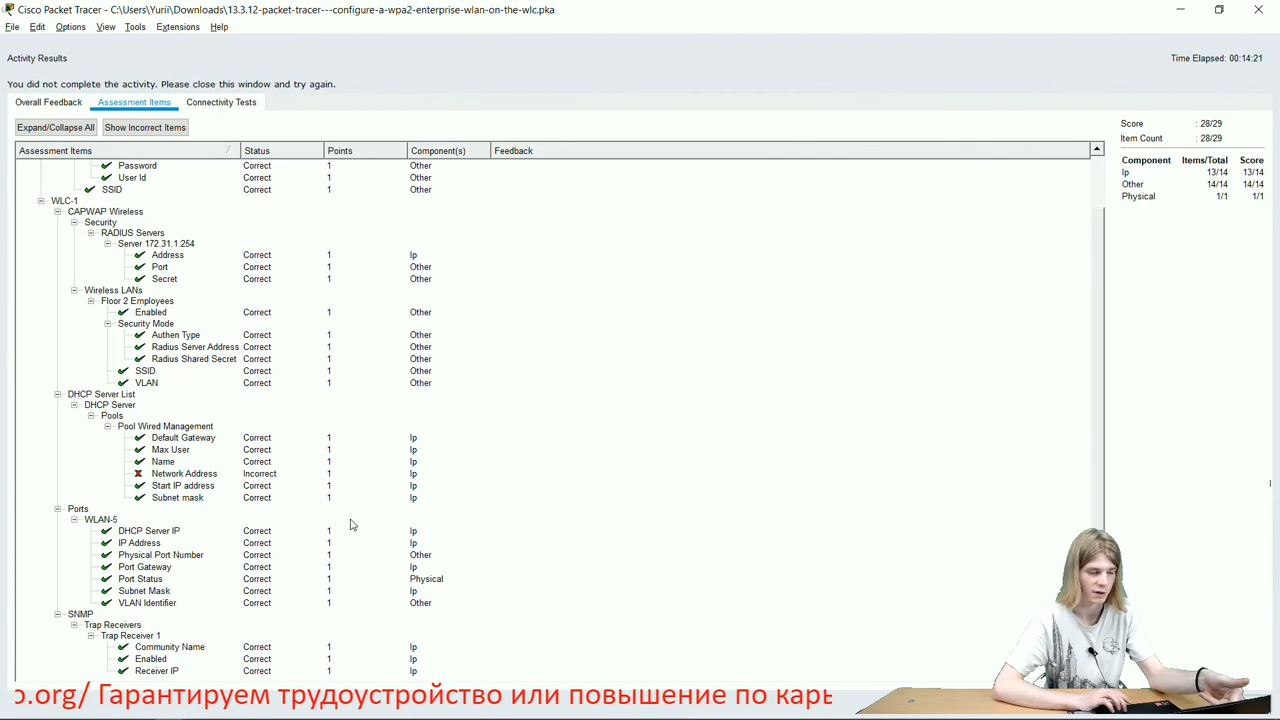 Cisco Packet Tracer - C:\Users\Yurii\Downloads\13.3.12-packet-tracer---configure-a-wpa2-enterprise-wlan-on-the-wlc.pka
File Edit Options View Tools Extensions Help
Activity Results
Time Elapsed: 00:14:21
You did not complete the activity. Please close this window and try again.
Overall Feedback Assessment Items Connectivity Tests
Expand/Collapse All Show Incorrect Items
Score : 28/29
Item Count : 28/29
Component Items/Total Score
Ip 13/14 13/14
Other 14/14 14/14
Physical 1/1 1/1
Assessment Items Status Points Component(s) Feedback
Password Correct 1 Other
User Id Correct 1 Other
SSID Correct 1 Other
WLC-1
CAPWAP Wireless
Security
RADIUS Servers
Server 172.31.1.254
Address Correct 1 Ip
Port Correct 1 Other
Secret Correct 1 Other
Wireless LANs
Floor 2 Employees
Enabled Correct 1 Other
Security Mode
Authen Type Correct 1 Other
Radius Server Address Correct 1 Other
Radius Shared Secret Correct 1 Other
SSID Correct 1 Other
VLAN Correct 1 Other
DHCP Server List
DHCP Server
Pools
Pool Wired Management
Default Gateway Correct 1 Ip
Max User Correct 1 Ip
Name Correct 1 Ip
Network Address Incorrect 1 Ip
Start IP address Correct 1 Ip
Subnet mask Correct 1 Ip
Ports
WLAN-5
DHCP Server IP Correct 1 Ip
IP Address Correct 1 Ip
Physical Port Number Correct 1 Other
Port Gateway Correct 1 Ip
Port Status Correct 1 Physical
Subnet Mask Correct 1 Ip
VLAN Identifier Correct 1 Other
SNMP
Trap Receivers
Trap Receiver 1
Community Name Correct 1 Ip
Enabled Correct 1 Ip
Receiver IP Correct 1 Ip
o.org/ Гарантируем трудоустройство или повышение по карь